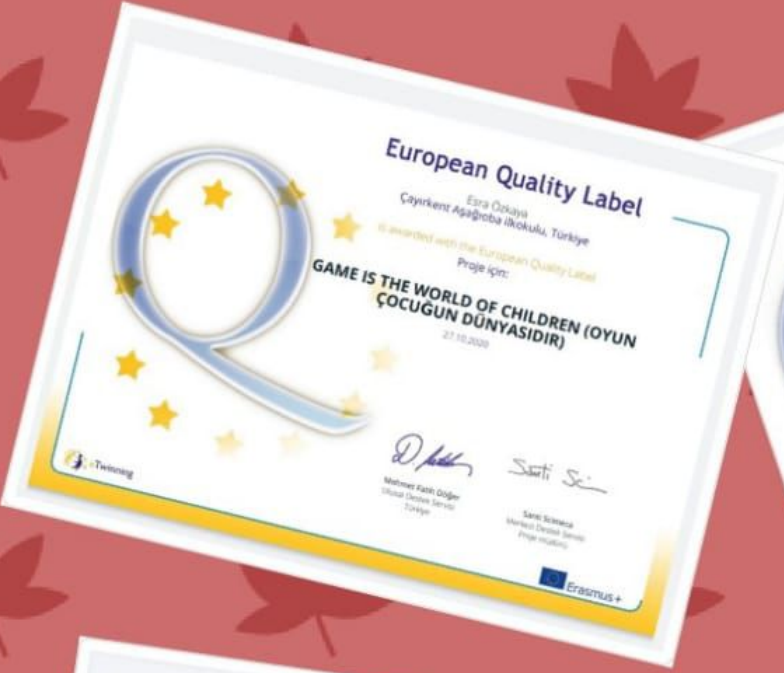 European Quality Label
Esra Özkaya
Çayırkent Aşağıoba İlkokulu, Türkiye
is awarded with the European Quality Label
Proje için:
GAME IS THE WORLD OF CHILDREN (OYUN
ÇOCUĞUN DÜNYASIDIR)
27.10.2020
Mehmet Fatih Döğer
Ulusal Destek Servisi
Türkiye
Santi Scimeca
Merkezi Destek Servisi
Proje müdürü
eTwinning
Erasmus+